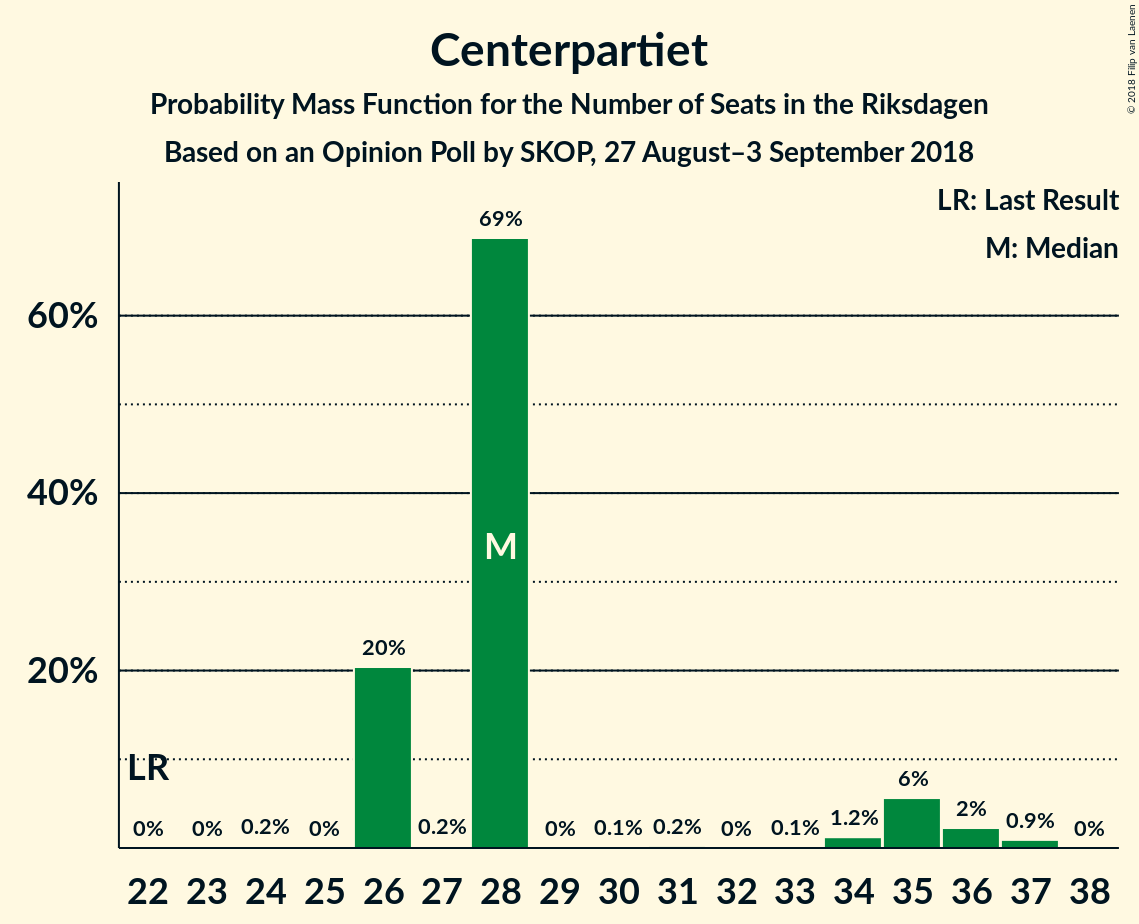 © 2018 Filip van Laenen
Centerpartiet
Probability Mass Function for the Number of Seats in the Riksdagen
Based on an Opinion Poll by SKOP, 27 August–3 September 2018
LR: Last Result
M: Median
69%
60%
40%
M
20%
20%
LR
0% 0% 0.2% 0% 0.2% 0% 0.1% 0.2% 0% 0.1% 1.2% 6% 2% 0.9% 0%
22 23 24 25 26 27 28 29 30 31 32 33 34 35 36 37 38